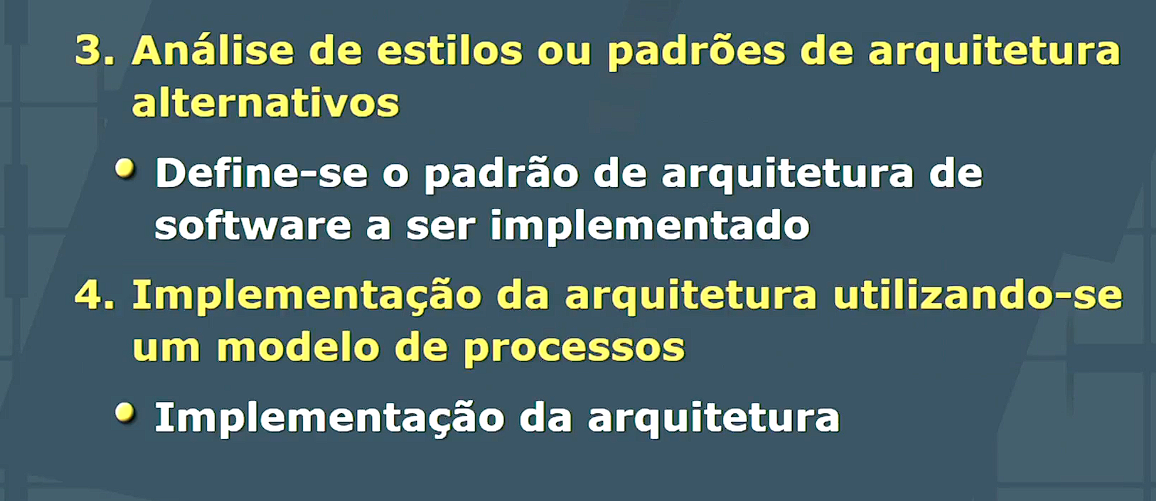 3. Análise de estilos ou padrões de arquitetura
alternativos
Define-se o padrão de arquitetura de
software a ser implementado
4. Implementação da arquitetura utilizando-se
um modelo de processos
Implementação da arquitetura